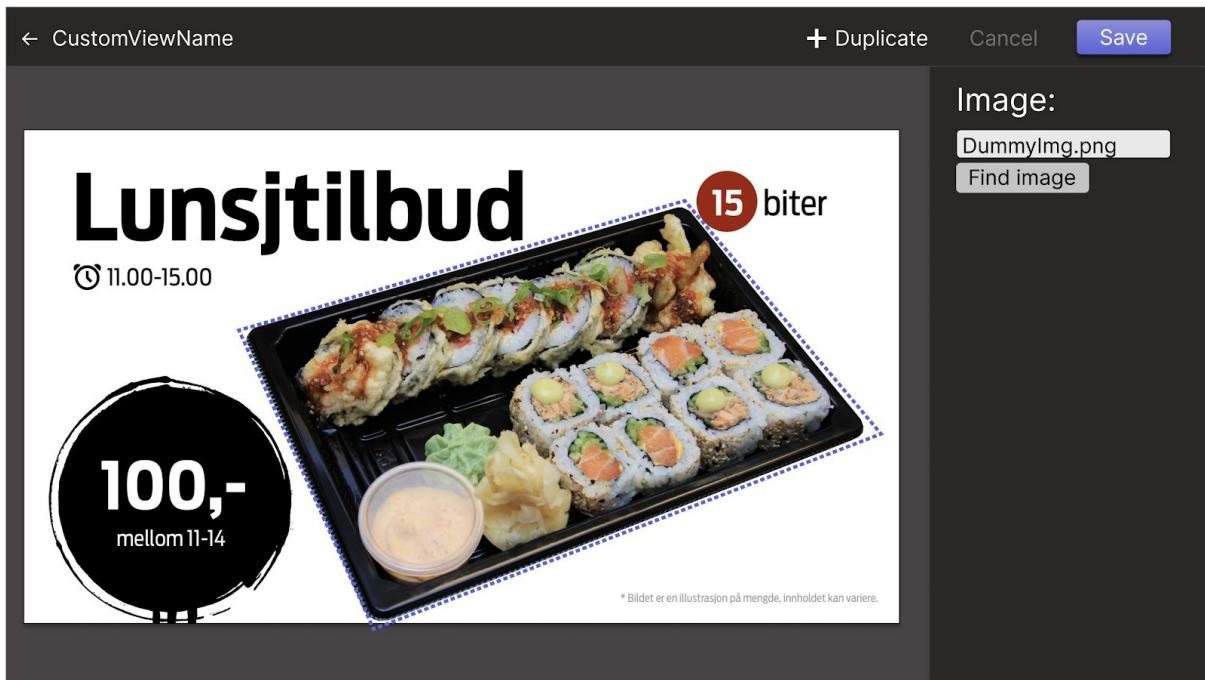 ← CustomViewName
+ Duplicate
Cancel
Save
Image:
DummyImg.png
Find image
Lunsjtilbud
15 biter
11.00-15.00
100,-
mellom 11-14
* Bildet er en illustrasjon på mengde, innholdet kan variere.